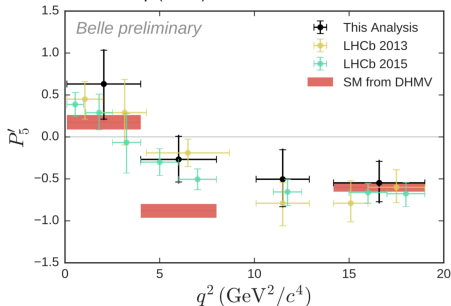 1.5
Belle preliminary
This Analysis
LHCb 2013
LHCb 2015
SM from DHMV
1.0
0.5
0.0
−0.5
−1.0
−1.5
P′5
0 5 10 15 20
q² (GeV²/c⁴)